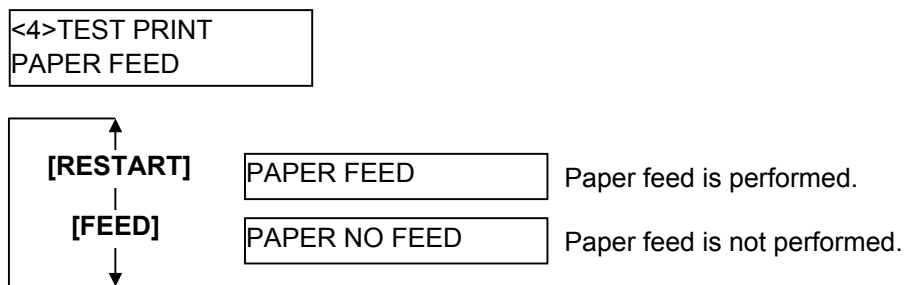 <4>TEST PRINT
PAPER FEED
[RESTART]
PAPER FEED
Paper feed is performed.
[FEED]
PAPER NO FEED
Paper feed is not performed.